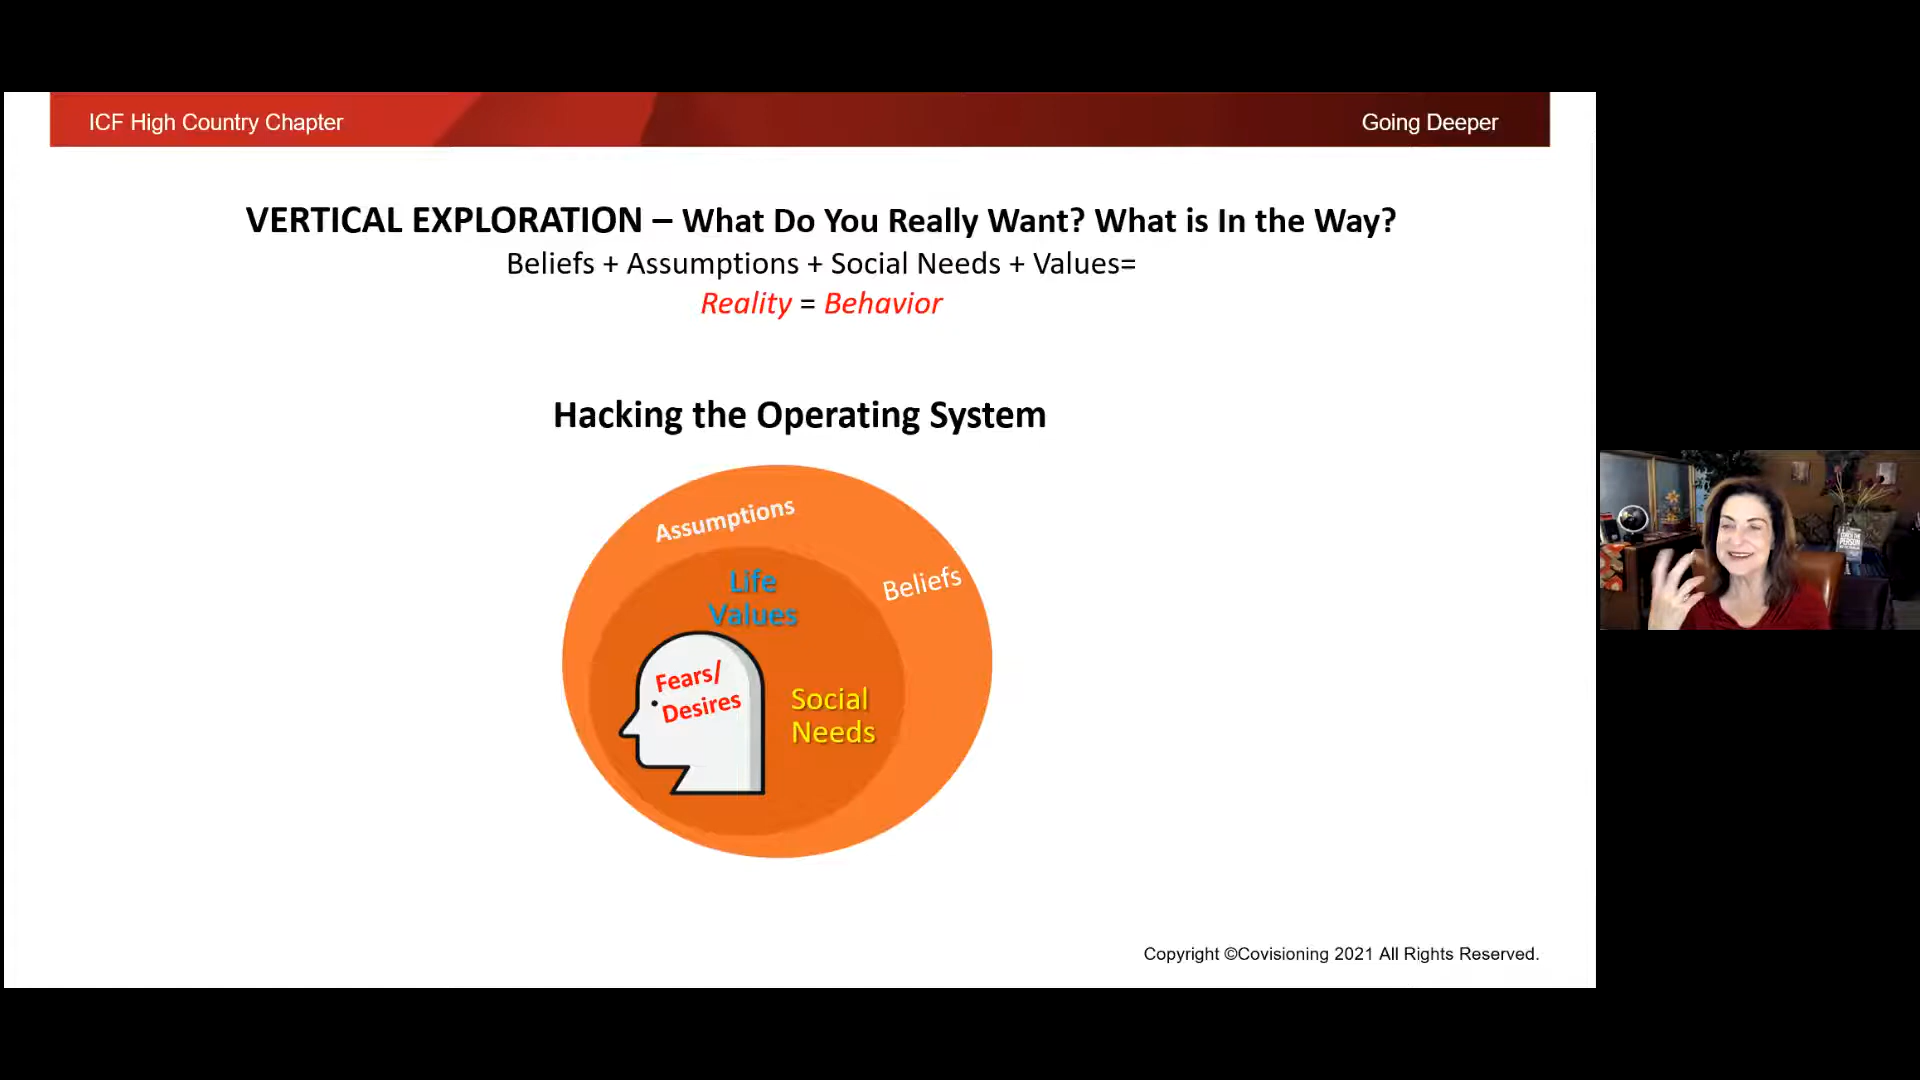 ICF High Country Chapter
Going Deeper
VERTICAL EXPLORATION – What Do You Really Want? What is In the Way?
Beliefs + Assumptions + Social Needs + Values=
Reality = Behavior
Hacking the Operating System
Assumptions
Beliefs
Life
Values
Fears/
Desires
Social
Needs
PERSON
Copyright ©Covisioning 2021 All Rights Reserved.